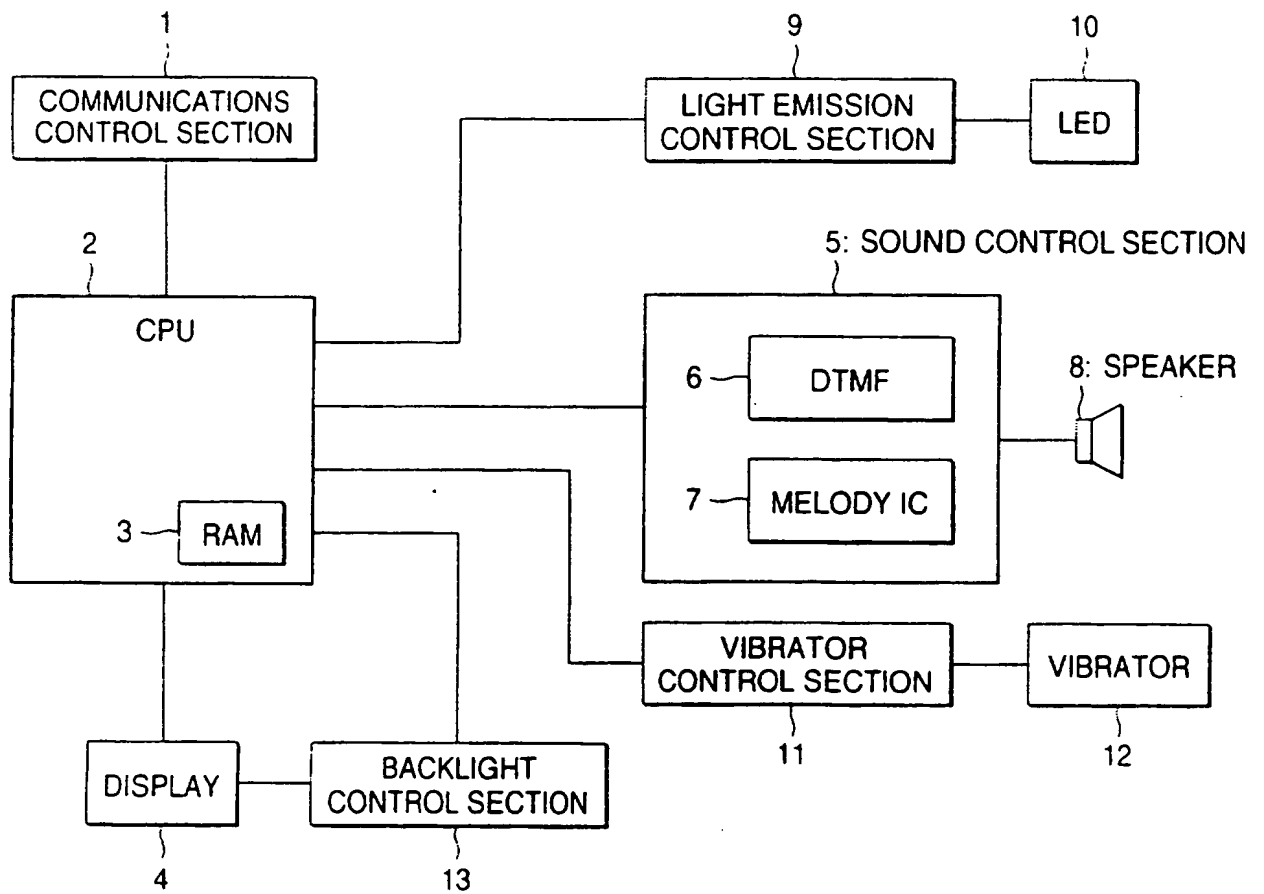 1
COMMUNICATIONS
CONTROL SECTION
9
LIGHT EMISSION
CONTROL SECTION
10
LED
2
CPU
3
RAM
5: SOUND CONTROL SECTION
6
DTMF
7
MELODY IC
8: SPEAKER
VIBRATOR
CONTROL SECTION
11
VIBRATOR
12
DISPLAY
4
BACKLIGHT
CONTROL SECTION
13